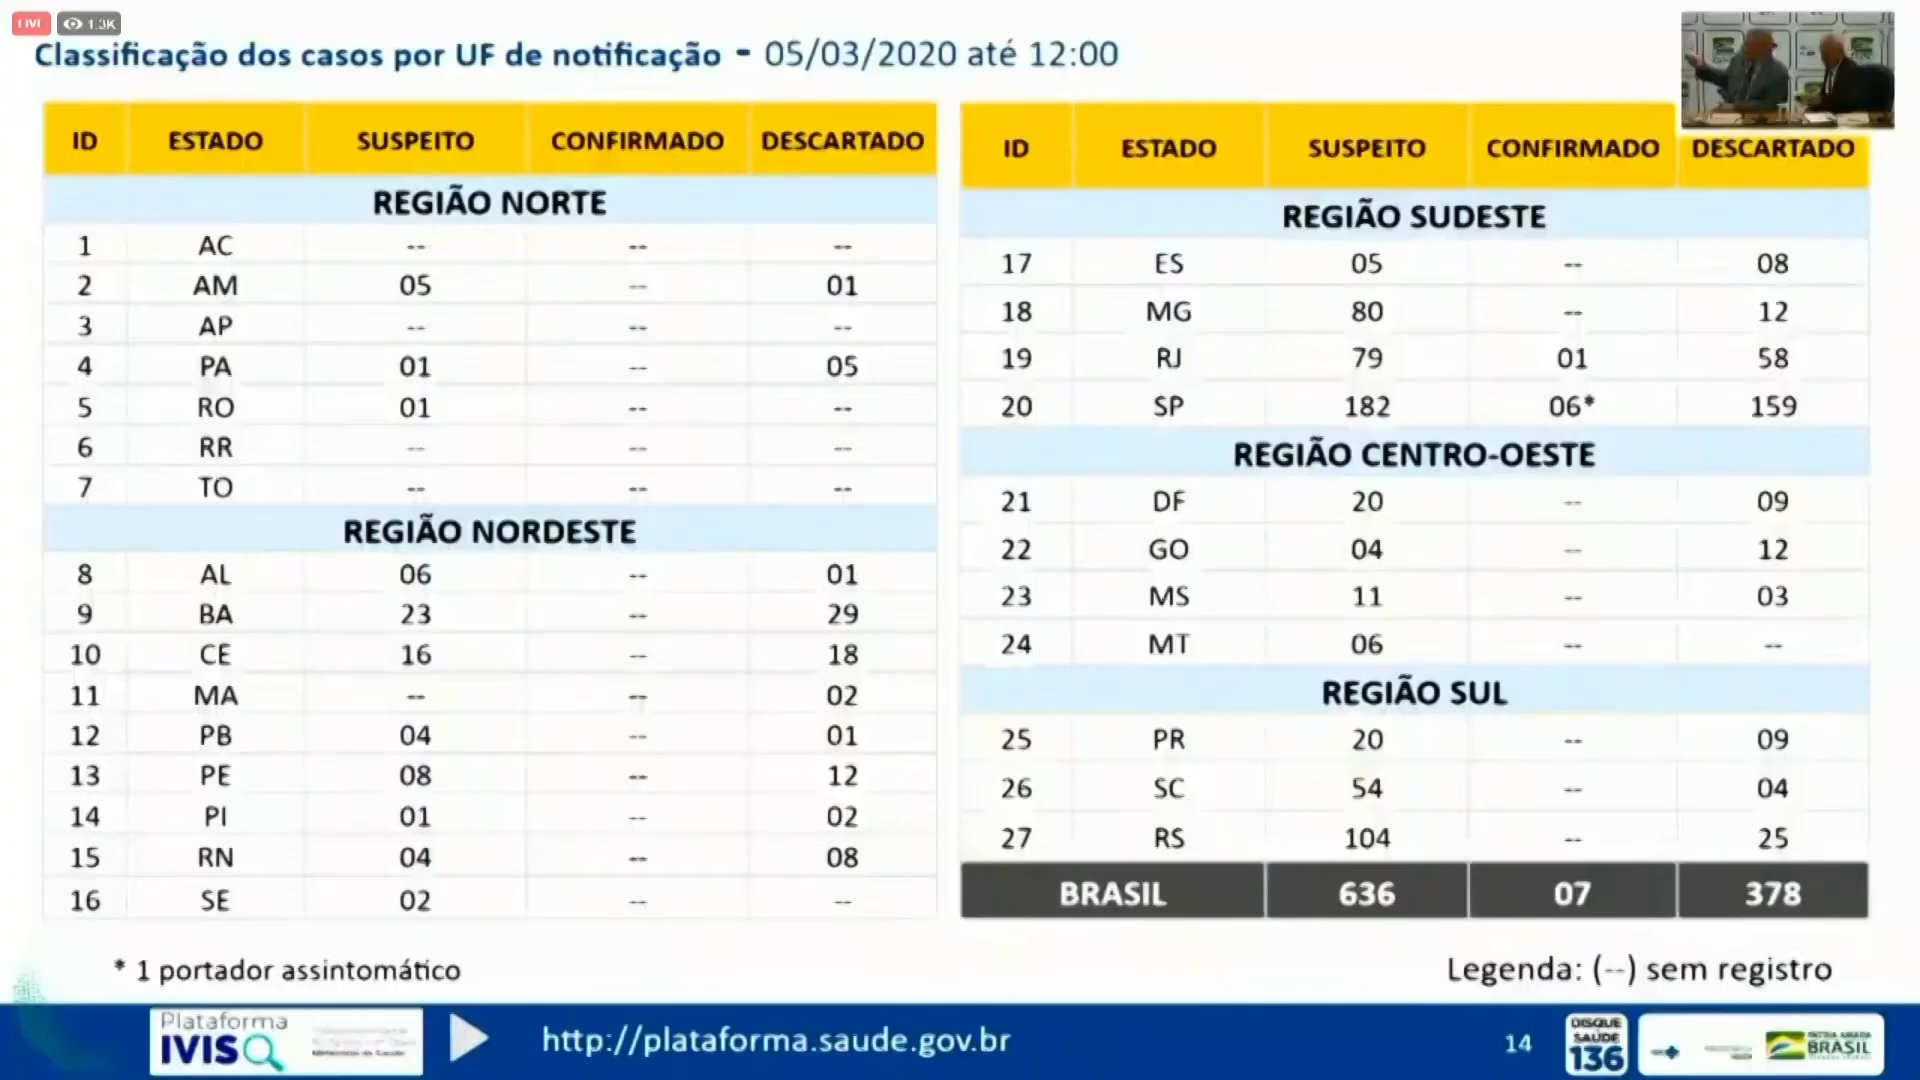 LIVE 1.3K
Classificação dos casos por UF de notificação - 05/03/2020 até 12:00
ID ESTADO SUSPEITO CONFIRMADO DESCARTADO
REGIÃO NORTE
1 AC -- -- --
2 AM 05 -- 01
3 AP -- -- --
4 PA 01 -- 05
5 RO 01 -- --
6 RR -- -- --
7 TO -- -- --
REGIÃO NORDESTE
8 AL 06 -- 01
9 BA 23 -- 29
10 CE 16 -- 18
11 MA -- -- 02
12 PB 04 -- 01
13 PE 08 -- 12
14 PI 01 -- 02
15 RN 04 -- 08
16 SE 02 -- --
ID ESTADO SUSPEITO CONFIRMADO DESCARTADO
REGIÃO SUDESTE
17 ES 05 -- 08
18 MG 80 -- 12
19 RJ 79 01 58
20 SP 182 06* 159
REGIÃO CENTRO-OESTE
21 DF 20 -- 09
22 GO 04 -- 12
23 MS 11 -- 03
24 MT 06 -- --
REGIÃO SUL
25 PR 20 -- 09
26 SC 54 -- 04
27 RS 104 -- 25
BRASIL 636 07 378
* 1 portador assintomático
Legenda: (--) sem registro
Plataforma
IVIS
http://plataforma.saude.gov.br
14
DISQUE
SAÚDE
136
PÁTRIA AMADA
BRASIL